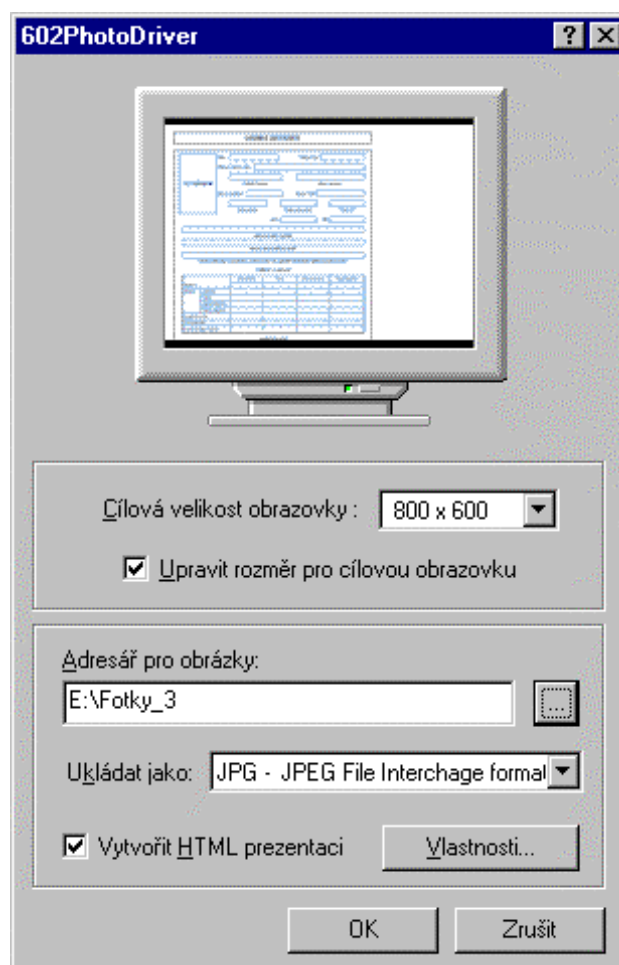 602PhotoDriver
Cílová velikost obrazovky : 800 x 600
Upravit rozměr pro cílovou obrazovku
Adresář pro obrázky:
E:\Fotky_3
...
Ukládat jako: JPG - JPEG File Interchage format
Vytvořit HTML prezentaci Vlastnosti...
OK Zrušit